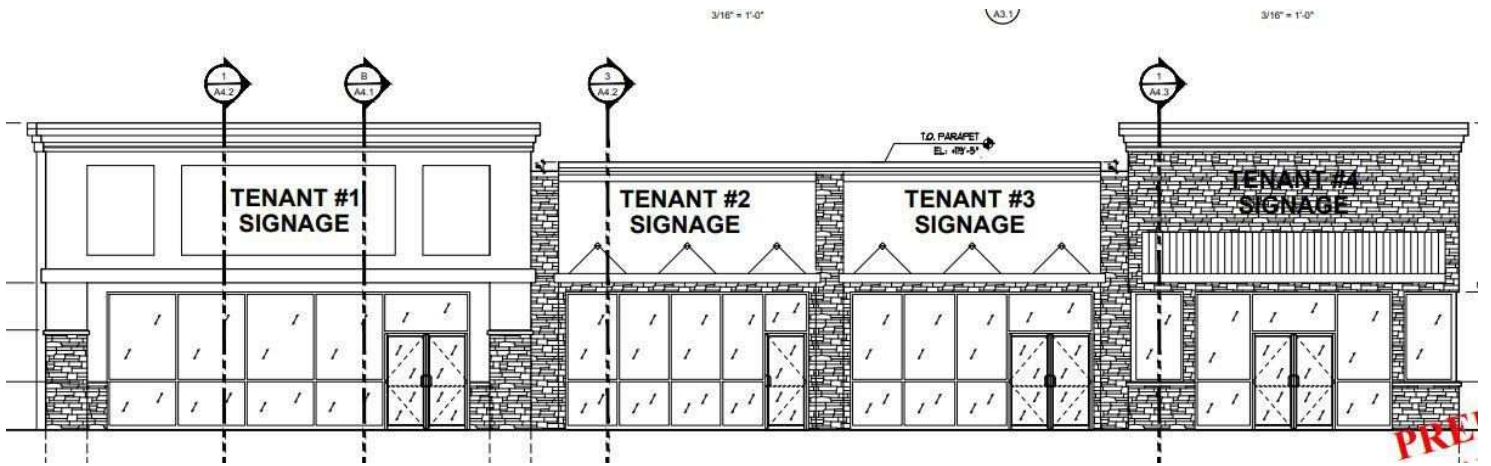 3/16" = 1'-0"
A3.1
3/16" = 1'-0"
1
A4.2
B
A4.1
3
A4.2
1
A4.3
T.O. PARAPET
EL:
TENANT #1
SIGNAGE
TENANT #2
SIGNAGE
TENANT #3
SIGNAGE
TENANT #4
SIGNAGE